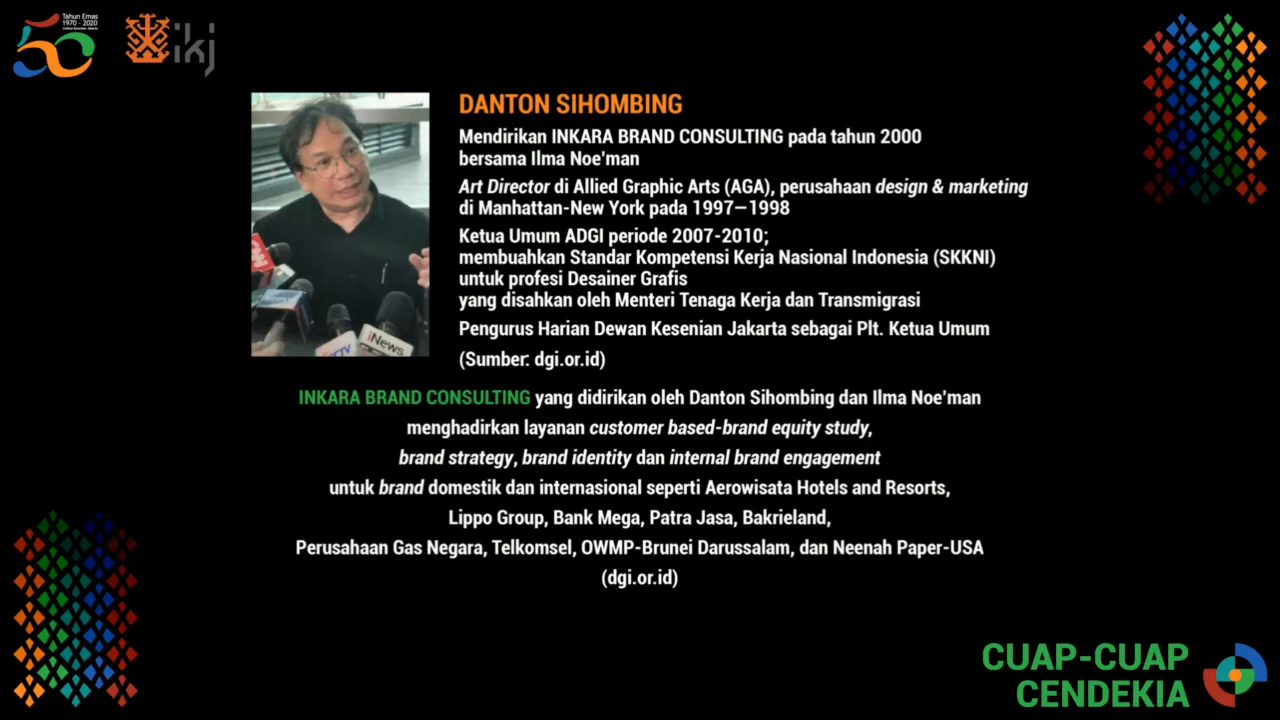 Tahun Emas
1970 - 2020
Institut Kesenian Jakarta
50
ikj
DANTON SIHOMBING
Mendirikan INKARA BRAND CONSULTING pada tahun 2000
bersama Ilma Noe'man
Art Director di Allied Graphic Arts (AGA), perusahaan design & marketing
di Manhattan-New York pada 1997—1998
Ketua Umum ADGI periode 2007-2010;
membuahkan Standar Kompetensi Kerja Nasional Indonesia (SKKNI)
untuk profesi Desainer Grafis
yang disahkan oleh Menteri Tenaga Kerja dan Transmigrasi
Pengurus Harian Dewan Kesenian Jakarta sebagai Plt. Ketua Umum
(Sumber: dgi.or.id)
iNews
INKARA BRAND CONSULTING yang didirikan oleh Danton Sihombing dan Ilma Noe'man
menghadirkan layanan customer based-brand equity study,
brand strategy, brand identity dan internal brand engagement
untuk brand domestik dan internasional seperti Aerowisata Hotels and Resorts,
Lippo Group, Bank Mega, Patra Jasa, Bakrieland,
Perusahaan Gas Negara, Telkomsel, OWMP-Brunei Darussalam, dan Neenah Paper-USA
(dgi.or.id)
CUAP-CUAP
CENDEKIA